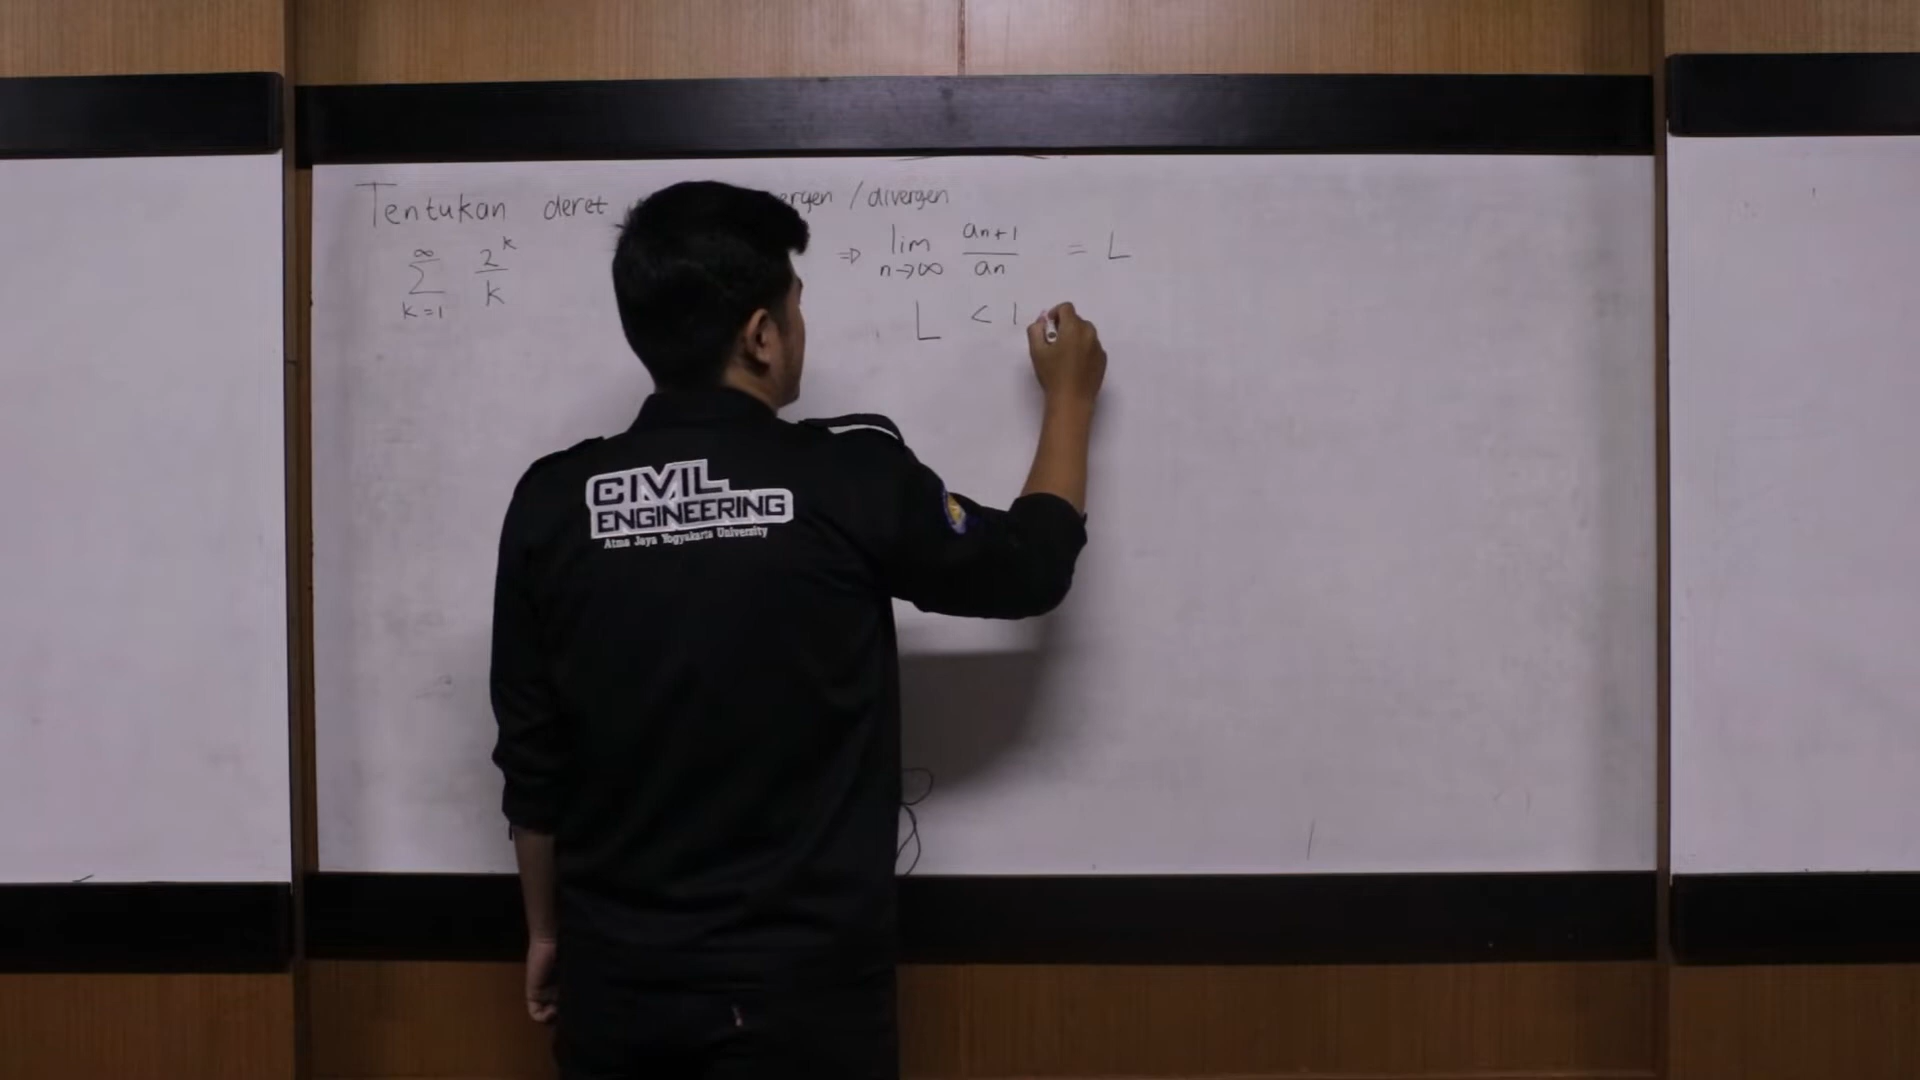 Tentukan deret ergen / divergen
∞ Σ k=1 2^k / k
⇒ lim n→∞ an+1 / an = L
L < 1
CIVIL
ENGINEERING
Atma Jaya Yogyakarta University